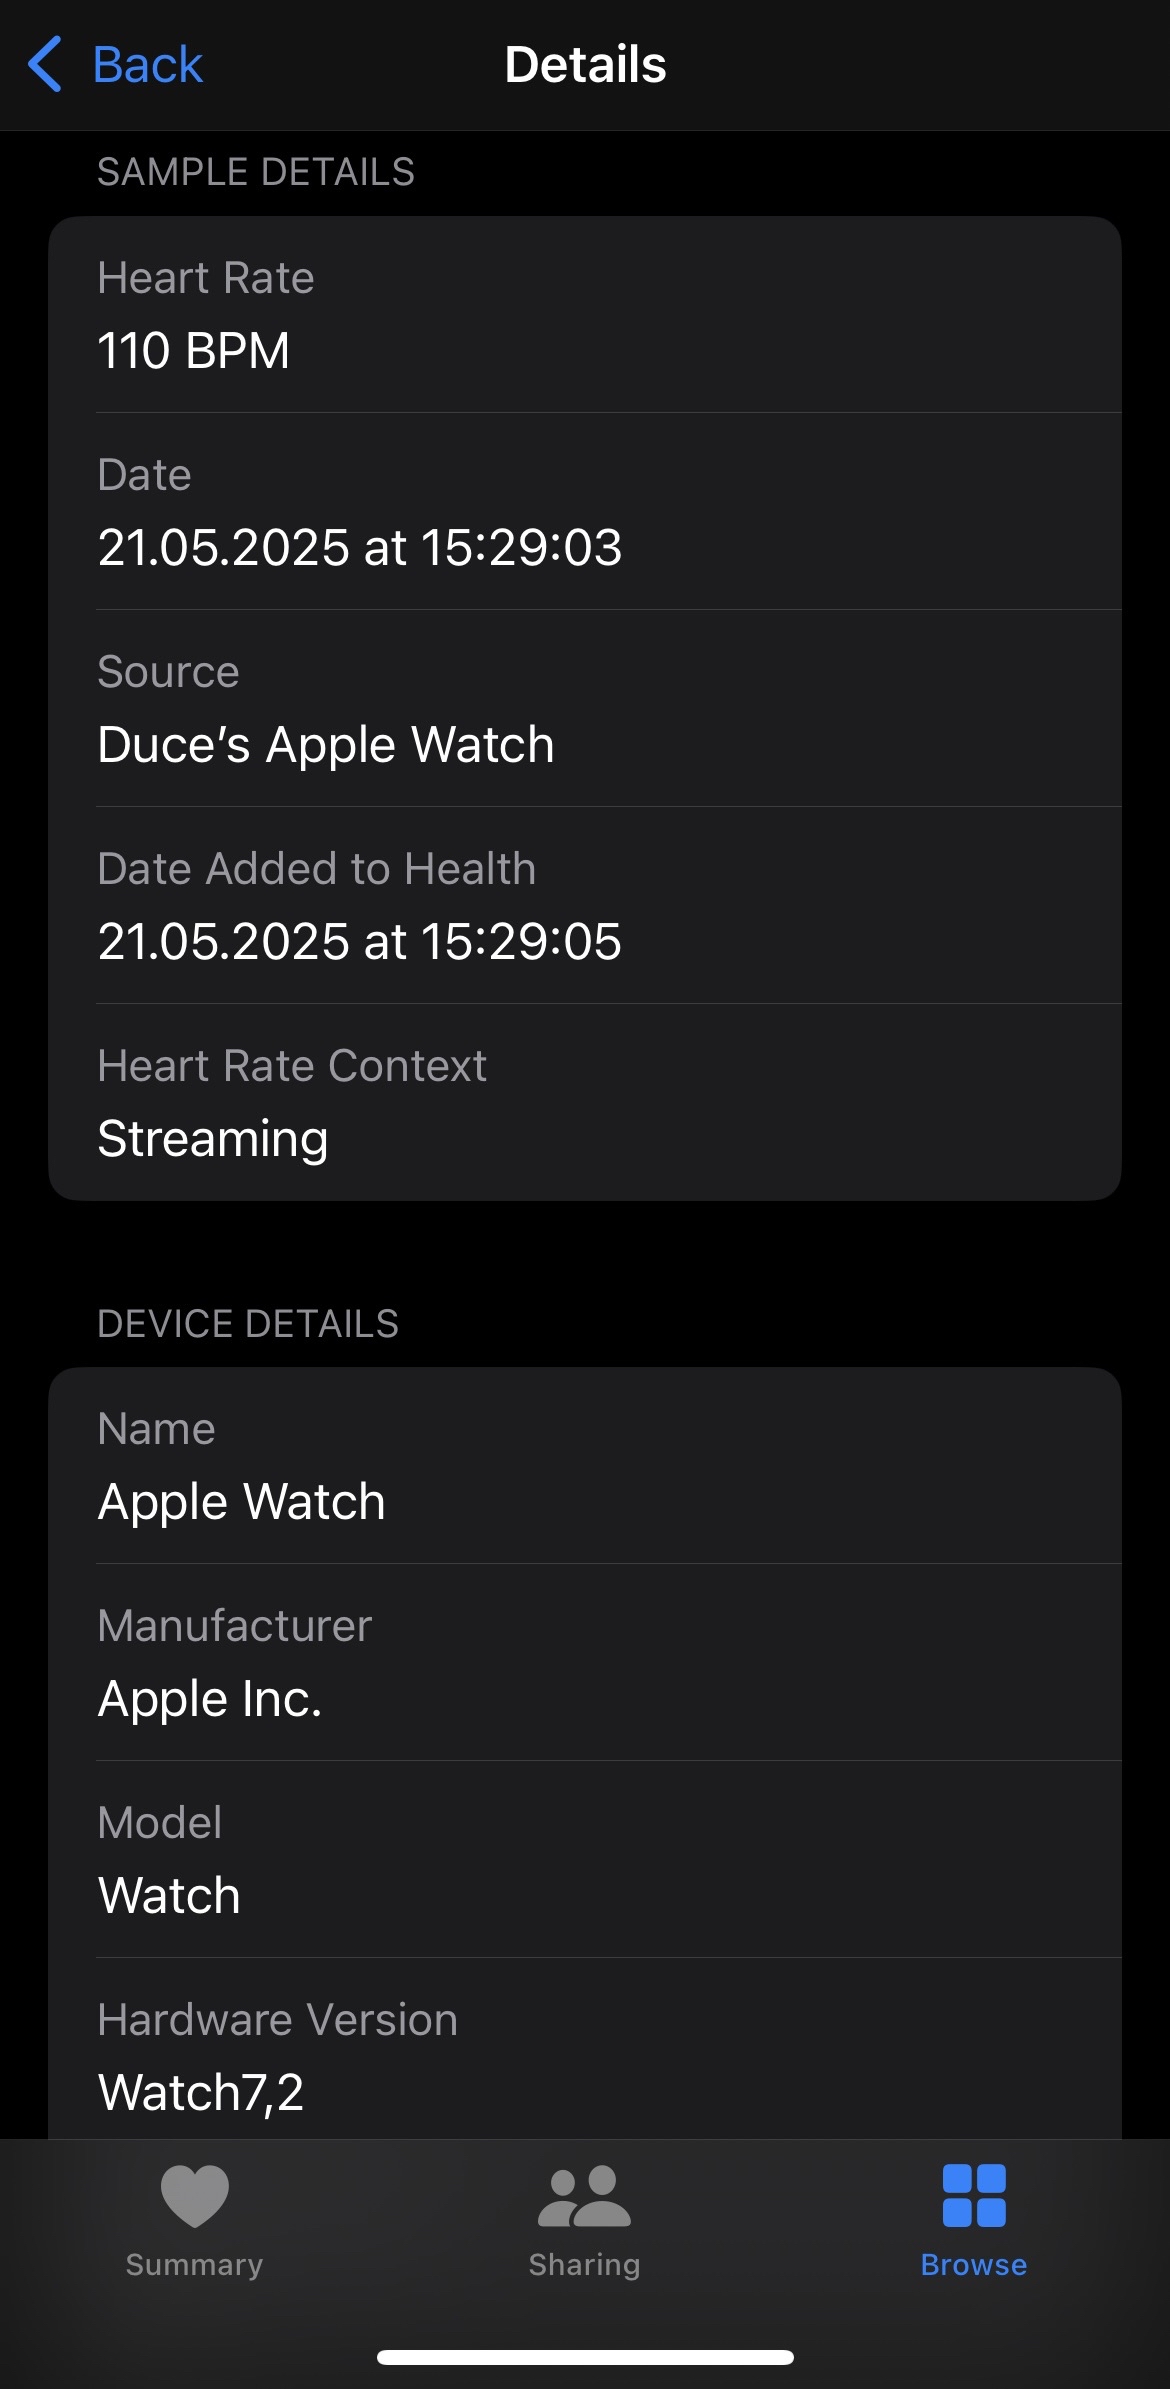 Back
Details
SAMPLE DETAILS
Heart Rate
110 BPM
Date
21.05.2025 at 15:29:03
Source
Duce’s Apple Watch
Date Added to Health
21.05.2025 at 15:29:05
Heart Rate Context
Streaming
DEVICE DETAILS
Name
Apple Watch
Manufacturer
Apple Inc.
Model
Watch
Hardware Version
Watch7,2
Summary
Sharing
Browse